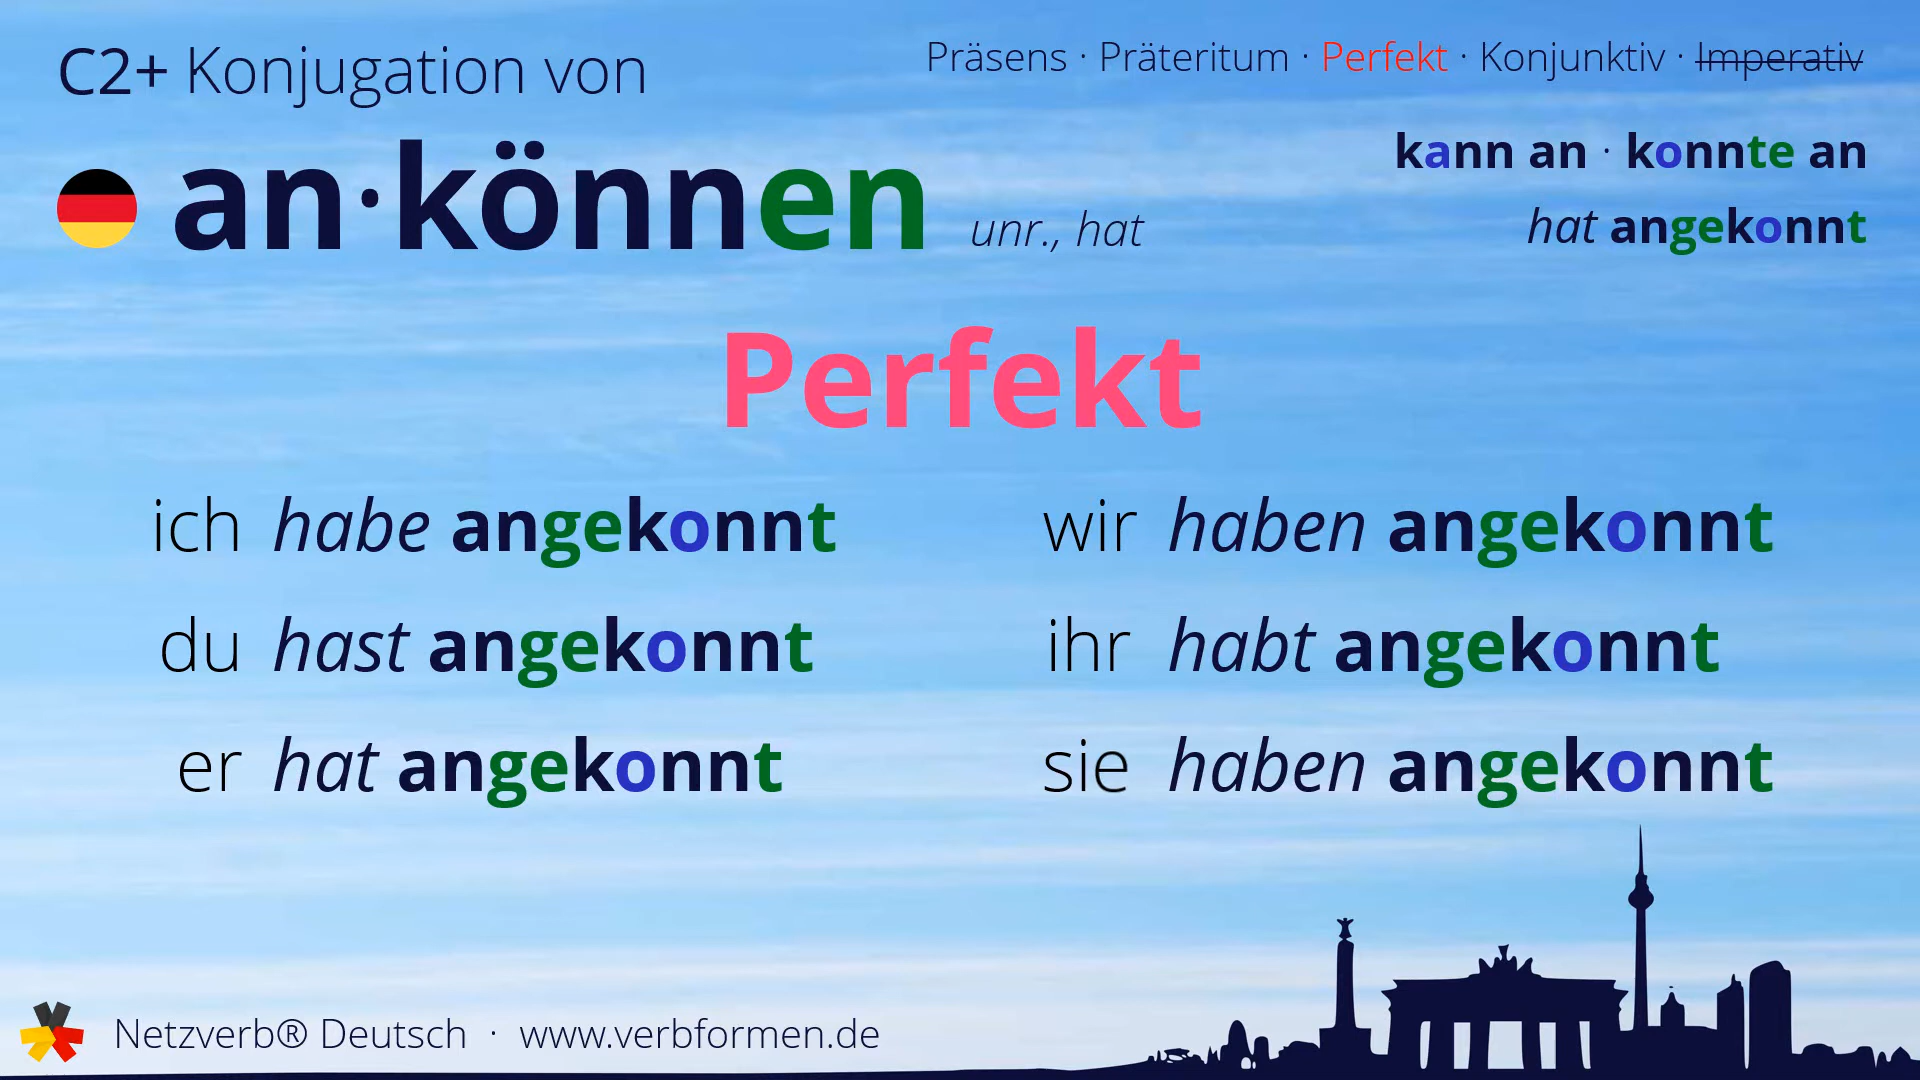 C2+ Konjugation von
Präsens · Präteritum · Perfekt · Konjunktiv · Imperativ
an·können unr., hat
kann an · konnte an
hat angekonnt
Perfekt
ich habe angekonnt
du hast angekonnt
er hat angekonnt
wir haben angekonnt
ihr habt angekonnt
sie haben angekonnt
Netzverb® Deutsch · www.verbformen.de